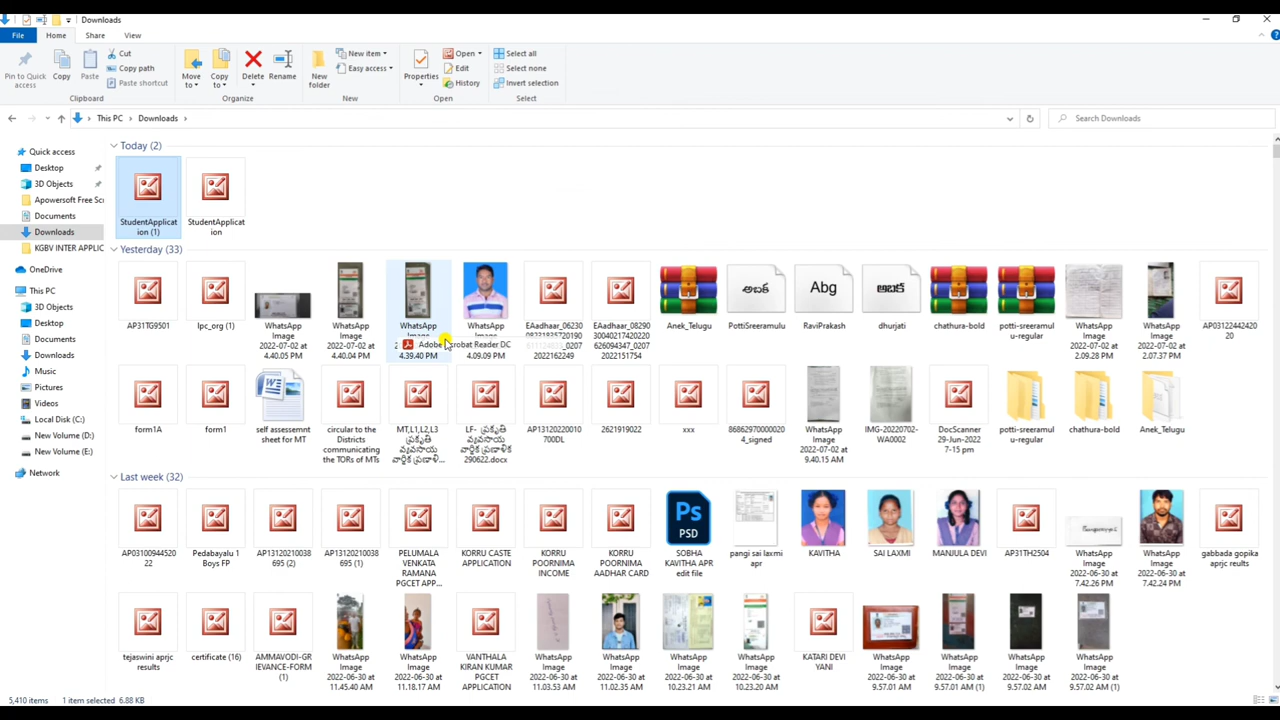 Downloads
File Home Share View
Pin to Quick access
Copy
Paste
Cut
Copy path
Paste shortcut
Clipboard
Move to
Copy to
Delete
Rename
Organize
New folder
New item
Easy access
New
Properties
Open
Edit
History
Open
Select all
Select none
Invert selection
Select
This PC Downloads
Search Downloads
Quick access
Desktop
3D Objects
Apowersoft Free Scr
Documents
Downloads
KGBV INTER APPLIC
OneDrive
This PC
3D Objects
Desktop
Documents
Downloads
Music
Pictures
Videos
Local Disk (C:)
New Volume (D:)
New Volume (E:)
Network
Today (2)
StudentApplicat
ion (1)
StudentApplicat
ion
Yesterday (33)
AP31TG9501
lpc_org (1)
WhatsApp
Image
2022-07-02 at
4.40.05 PM
WhatsApp
Image
2022-07-02 at
4.40.04 PM
WhatsApp
4.39.40 PM
Adobe Acrobat Reader DC
WhatsApp
4.09.09 PM
EAadhaar_06230
2022162249
EAadhaar_08290
30040217420220
626094347_0207
2022151754
Anek_Telugu
అబక
PottiSreeramulu
Abg
RaviPrakash
అబక
dhurjati
chathura-bold
potti-sreeramul
u-regular
WhatsApp
Image
2022-07-02 at
2.09.28 PM
WhatsApp
Image
2022-07-02 at
2.07.37 PM
AP03122442420
20
form1A
form1
self assessemnt
sheet for MT
circular to the
Districts
communicating
the TORs of MTs
MT,L1,L2,L3
ప్రకృతి
వ్యవసాయ
వార్షిక ప్రణాళి...
LF- ప్రకృతి
వ్యవసాయ
వార్షిక ప్రణాళిక
290622.docx
AP13120220010
700DL
2621919022
xxx
86862970000020
4_signed
WhatsApp
Image
2022-07-02 at
9.40.15 AM
IMG-20220702-
WA0002
DocScanner
29-Jun-2022
7-15 pm
potti-sreeramul
u-regular
chathura-bold
Anek_Telugu
Last week (32)
AP03100944520
22
Pedabayalu 1
Boys FP
AP13120210038
695 (2)
AP13120210038
695 (1)
PELUMALA
VENKATA
RAMANA
PGCET APP...
KORRU CASTE
APPLICATION
KORRU
POORNIMA
INCOME
KORRU
POORNIMA
AADHAR CARD
Ps
PSD
SOBHA
KAVITHA APR
edit file
pangi sai laxmi
apr
KAVITHA
SAI LAXMI
MANJULA DEVI
AP31TH2504
WhatsApp
Image
2022-06-30 at
7.42.26 PM
WhatsApp
Image
2022-06-30 at
7.42.24 PM
gabbada gopika
aprjc reults
tejaswini aprjc
results
certificate (16)
AMMAVODI-GR
IEVANCE-FORM
(1)
WhatsApp
Image
2022-06-30 at
11.45.40 AM
WhatsApp
Image
2022-06-30 at
11.18.17 AM
VANTHALA
KIRAN KUMAR
PGCET
APPLICATION
WhatsApp
Image
2022-06-30 at
11.03.53 AM
WhatsApp
Image
2022-06-30 at
11.02.35 AM
WhatsApp
Image
2022-06-30 at
10.23.21 AM
WhatsApp
Image
2022-06-30 at
10.23.20 AM
KATARI DEVI
YANI
WhatsApp
Image
2022-06-30 at
9.57.01 AM
WhatsApp
Image
2022-06-30 at
9.57.01 AM (1)
WhatsApp
Image
2022-06-30 at
9.57.02 AM
WhatsApp
Image
2022-06-30 at
9.57.02 AM (1)
5,410 items 1 item selected 6.88 KB